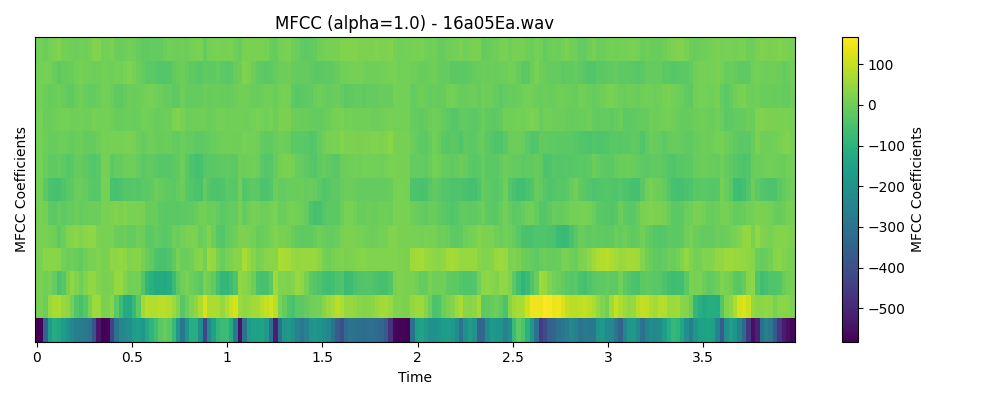 MFCC (alpha=1.0) - 16a05Ea.wav
MFCC Coefficients
0 0.5 1 1.5 2 2.5 3 3.5
Time
100
0
−100
−200
−300
−400
−500
MFCC Coefficients